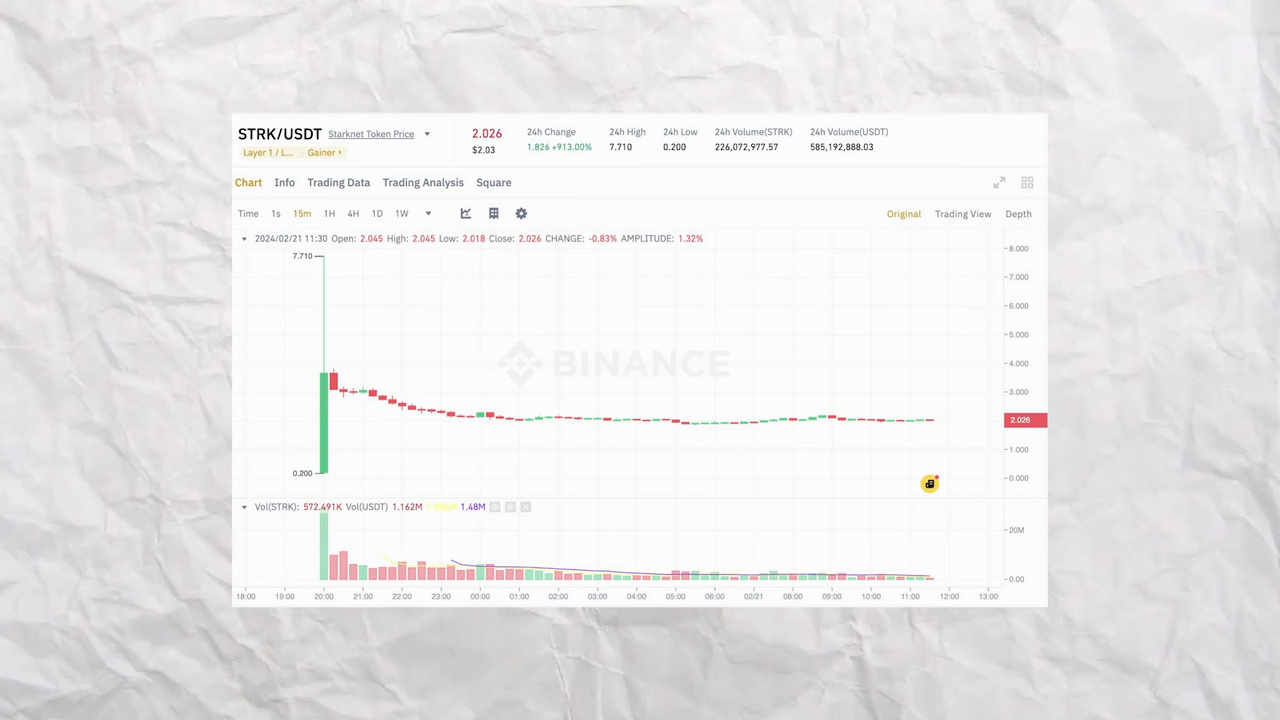 STRK/USDT Starknet Token Price
Layer 1 / L... Gainer
2.026
$2.03
24h Change
1.826 +913.00%
24h High
7.710
24h Low
0.200
24h Volume(STRK)
226,072,977.57
24h Volume(USDT)
585,192,888.03
Chart Info Trading Data Trading Analysis Square
Time 1s 15m 1H 4H 1D 1W
Original Trading View Depth
2024/02/21 11:30 Open: 2.045 High: 2.045 Low: 2.018 Close: 2.026 CHANGE: -0.83% AMPLITUDE: 1.32%
7.710
0.200
BINANCE
8.000
7.000
6.000
5.000
4.000
3.000
2.026
1.000
0.000
Vol(STRK): 572.491K Vol(USDT) 1.162M 1.48M
20M
0.00
18:00 19:00 20:00 21:00 22:00 23:00 00:00 01:00 02:00 03:00 04:00 05:00 06:00 02/21 08:00 09:00 10:00 11:00 12:00 13:00